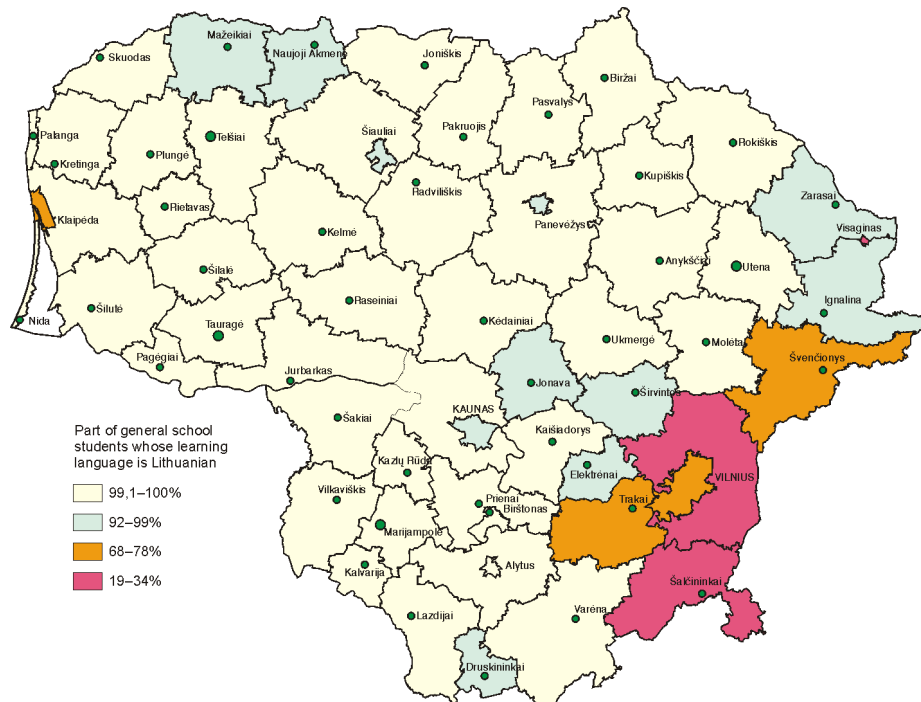 Skuodas
Mažeikiai
Naujoji Akmenė
Joniškis
Biržai
Pasvalys
Pakruojis
Šiauliai
Palanga
Kretinga
Plungė
Telšiai
Rokiškis
Kupiškis
Radviliškis
Zarasai
Rietavas
Klaipėda
Panevėžys
Visaginas
Kelmė
Anykščiai
Utena
Šilalė
Raseiniai
Ignalina
Šilutė
Nida
Tauragė
Kėdainiai
Ukmergė
Molėtai
Švenčionys
Pagėgiai
Jurbarkas
Jonava
Širvintos
KAUNAS
Šakiai
Kaišiadorys
Part of general school
students whose learning
language is Lithuanian
99,1–100%
92–99%
68–78%
19–34%
Kazlų Rūda
Elektrėnai
VILNIUS
Vilkaviškis
Prienai
Birštonas
Trakai
Marijampolė
Kalvarija
Alytus
Šalčininkai
Lazdijai
Varėna
Druskininkai